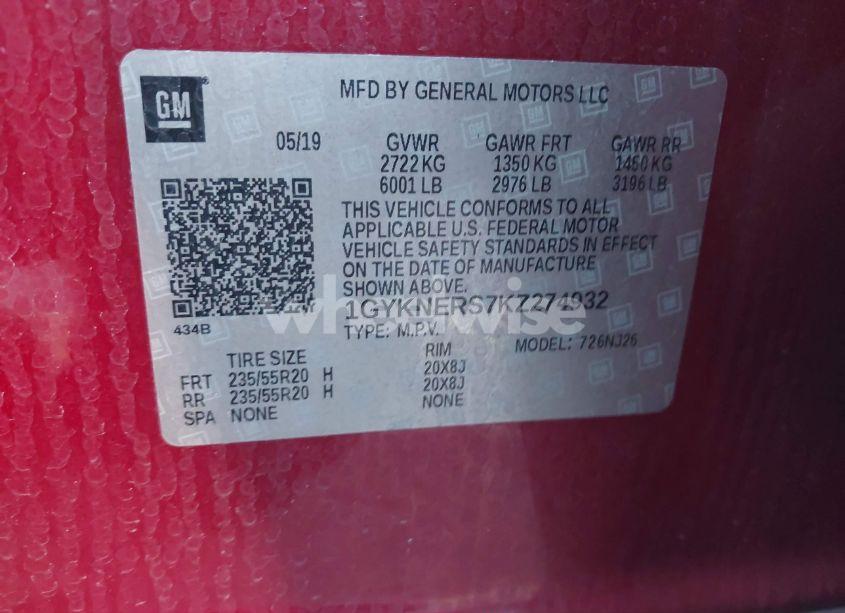 GM
MFD BY GENERAL MOTORS LLC
05/19 GVWR GAWR FRT GAWR RR
2722 KG 1350 KG 1450 KG
6001 LB 2976 LB 3196 LB
THIS VEHICLE CONFORMS TO ALL
APPLICABLE U.S. FEDERAL MOTOR
VEHICLE SAFETY STANDARDS IN EFFECT
ON THE DATE OF MANUFACTURE
SHOWN ABOVE.
434B
1GYKNERS7KZ274932
wheelwise
TYPE: M.P.V. MODEL: 726NJ26
TIRE SIZE RIM
FRT 235/55R20 H 20X8J
RR 235/55R20 H 20X8J
SPA NONE NONE